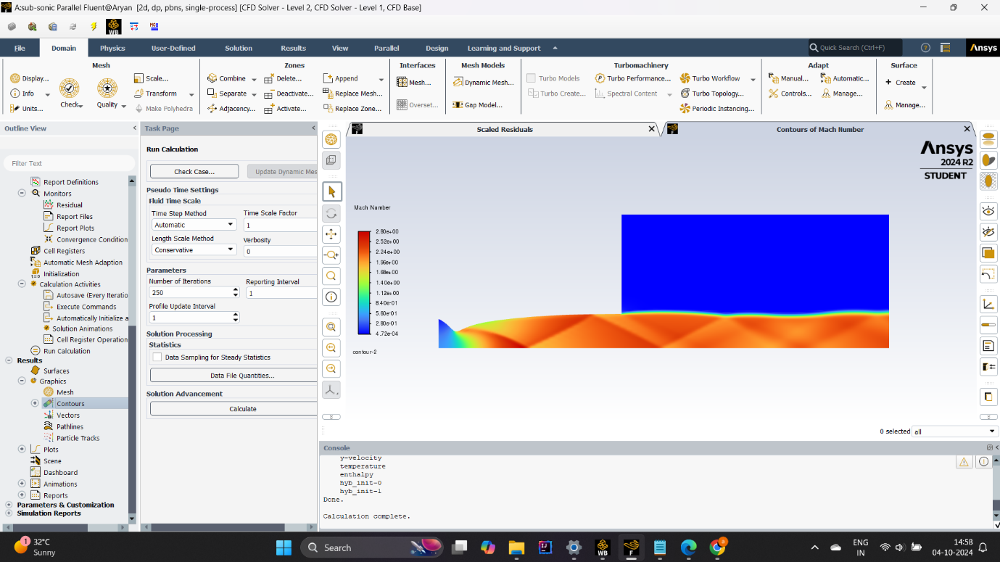 A:sub-sonic Parallel Fluent@Aryan [2d, dp, pbns, single-process] [CFD Solver - Level 2, CFD Solver - Level 1, CFD Base]
WB
File Domain Physics User-Defined Solution Results View Parallel Design Learning and Support Quick Search (Ctrl+F) Ansys
Mesh Zones Interfaces Mesh Models Turbomachinery Adapt Surface
Display... Scale... Combine Delete... Append Mesh... Dynamic Mesh... Turbo Models Turbo Performance... Turbo Workflow Manual... Automatic... Create
Info Check Quality Transform Separate Deactivate... Replace Mesh... Turbo Create... Spectral Content Turbo Topology... Controls... Manage...
Units... Make Polyhedra Adjacency... Activate... Replace Zone... Overset... Gap Model... Periodic Instancing... Manage...
Outline View
Filter Text
Report Definitions
Monitors
Residual
Report Files
Report Plots
Convergence Condition
Cell Registers
Automatic Mesh Adaption
Initialization
Calculation Activities
Autosave (Every Iteratio
Execute Commands
Automatically Initialize a
Solution Animations
Cell Register Operation
Run Calculation
Results
Surfaces
Graphics
Mesh
Contours
Vectors
Pathlines
Particle Tracks
Plots
Scene
Dashboard
Animations
Reports
Parameters & Customization
Simulation Reports
Task Page
Run Calculation
Check Case... Update Dynamic Mes
Pseudo Time Settings
Fluid Time Scale
Time Step Method Time Scale Factor
Automatic 1
Length Scale Method Verbosity
Conservative 0
Parameters
Number of Iterations Reporting Interval
250 1
Profile Update Interval
1
Solution Processing
Statistics
Data Sampling for Steady Statistics
Data File Quantities...
Solution Advancement
Calculate
Scaled Residuals
Contours of Mach Number
Ansys
2024 R2
STUDENT
Mach Number
2.80e+00
2.52e+00
2.24e+00
1.96e+00
1.68e+00
1.40e+00
1.12e+00
8.40e-01
5.60e-01
2.80e-01
4.72e-04
contour-2
0 selected all
Console
y-velocity
temperature
enthalpy
hyb_init-0
hyb_init-1
Done.
Calculation complete.
1
32°C
Sunny
Search
WB
F
ENG
IN
14:58
04-10-2024